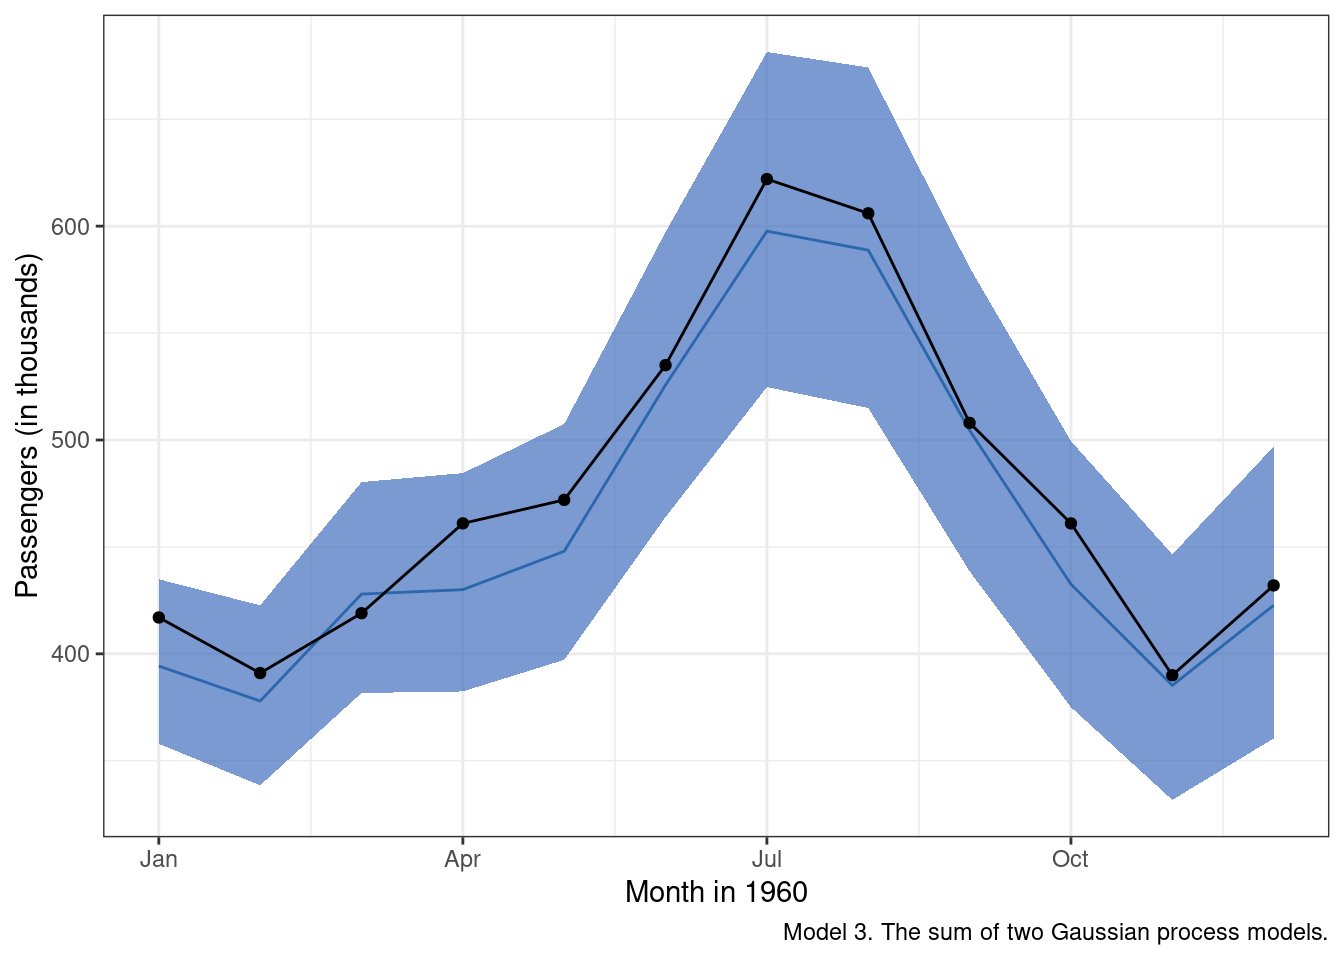 Passengers (in thousands)
600
500
400
Jan
Apr
Jul
Oct
Month in 1960
Model 3. The sum of two Gaussian process models.